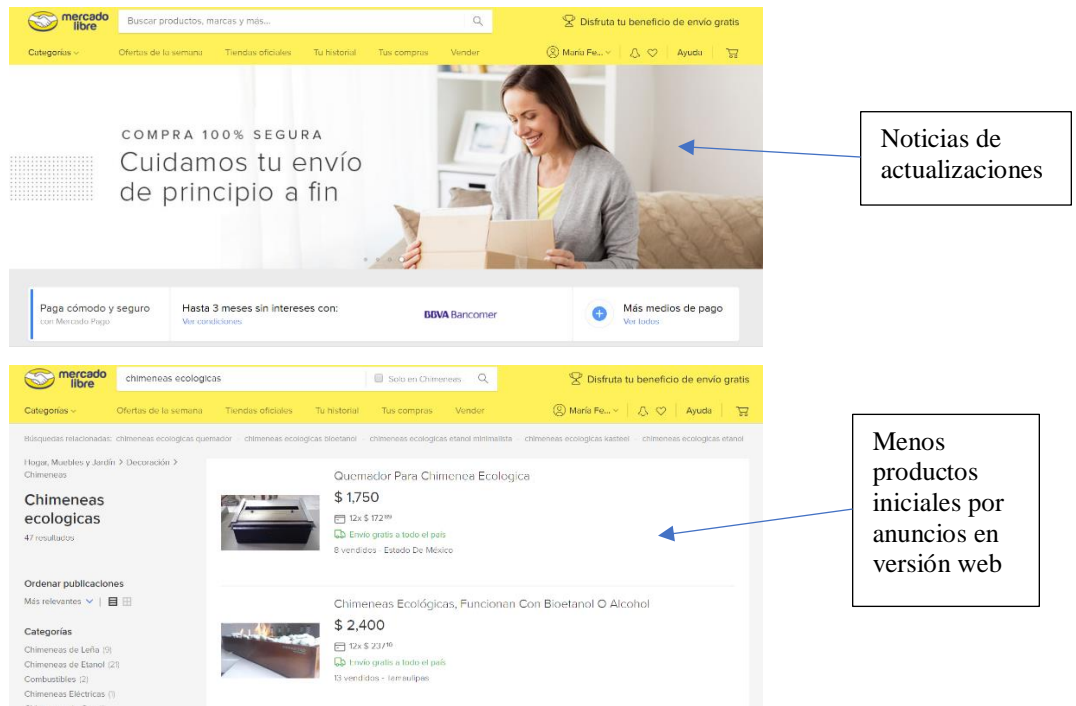 mercado
libre
Buscar productos, marcas y más...
Disfruta tu beneficio de envío gratis
Categorías
Ofertas de la semana
Tiendas oficiales
Tu historial
Tus compras
Vender
María Fe...
Ayuda
COMPRA 100% SEGURA
Cuidamos tu envío
de principio a fin
Noticias de
actualizaciones
Paga cómodo y seguro
con Mercado Pago
Hasta 3 meses sin intereses con:
Ver condiciones
BBVA Bancomer
Más medios de pago
Ver todos
mercado
libre
chimeneas ecologicas
Solo en Chimeneas
Disfruta tu beneficio de envío gratis
Categorías
Ofertas de la semana
Tiendas oficiales
Tu historial
Tus compras
Vender
María Fe...
Ayuda
Búsquedas relacionadas: chimeneas ecologicas quemador - chimeneas ecologicas bioetanol - chimeneas ecologicas etanol minimalista - chimeneas ecologicas kasteel - chimeneas ecologicas etanol
Hogar, Muebles y Jardín > Decoración >
Chimeneas
Chimeneas
ecologicas
47 resultados
Ordenar publicaciones
Más relevantes
Categorías
Chimeneas de Leña (9)
Chimeneas de Etanol (21)
Combustibles (2)
Chimeneas Eléctricas (1)
Quemador Para Chimenea Ecologica
$ 1,750
12x $ 172
Envío gratis a todo el país
8 vendidos - Estado De México
Chimeneas Ecológicas, Funcionan Con Bioetanol O Alcohol
$ 2,400
12x $ 237
Envío gratis a todo el país
13 vendidos - Tamaulipas
Menos
productos
iniciales por
anuncios en
versión web